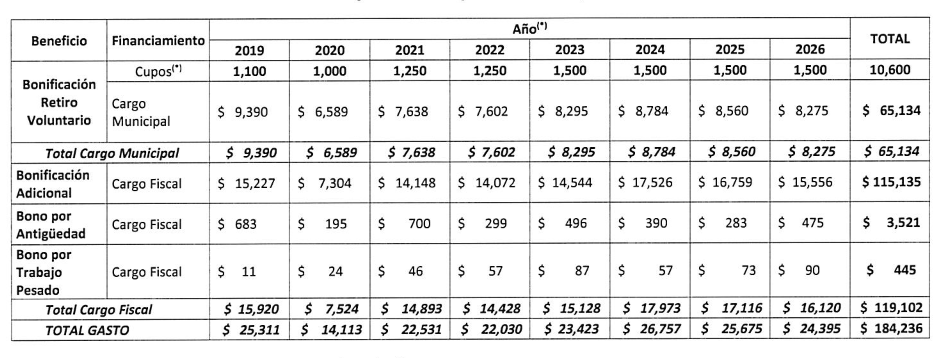 Beneficio Financiamiento Año(*) TOTAL
2019 2020 2021 2022 2023 2024 2025 2026
Bonificación Retiro Voluntario Cupos(*) 1,100 1,000 1,250 1,250 1,500 1,500 1,500 1,500 10,600
Cargo Municipal $ 9,390 $ 6,589 $ 7,638 $ 7,602 $ 8,295 $ 8,784 $ 8,560 $ 8,275 $ 65,134
Total Cargo Municipal $ 9,390 $ 6,589 $ 7,638 $ 7,602 $ 8,295 $ 8,784 $ 8,560 $ 8,275 $ 65,134
Bonificación Adicional Cargo Fiscal $ 15,227 $ 7,304 $ 14,148 $ 14,072 $ 14,544 $ 17,526 $ 16,759 $ 15,556 $ 115,135
Bono por Antigüedad Cargo Fiscal $ 683 $ 195 $ 700 $ 299 $ 496 $ 390 $ 283 $ 475 $ 3,521
Bono por Trabajo Pesado Cargo Fiscal $ 11 $ 24 $ 46 $ 57 $ 87 $ 57 $ 73 $ 90 $ 445
Total Cargo Fiscal $ 15,920 $ 7,524 $ 14,893 $ 14,428 $ 15,128 $ 17,973 $ 17,116 $ 16,120 $ 119,102
TOTAL GASTO $ 25,311 $ 14,113 $ 22,531 $ 22,030 $ 23,423 $ 26,757 $ 25,675 $ 24,395 $ 184,236